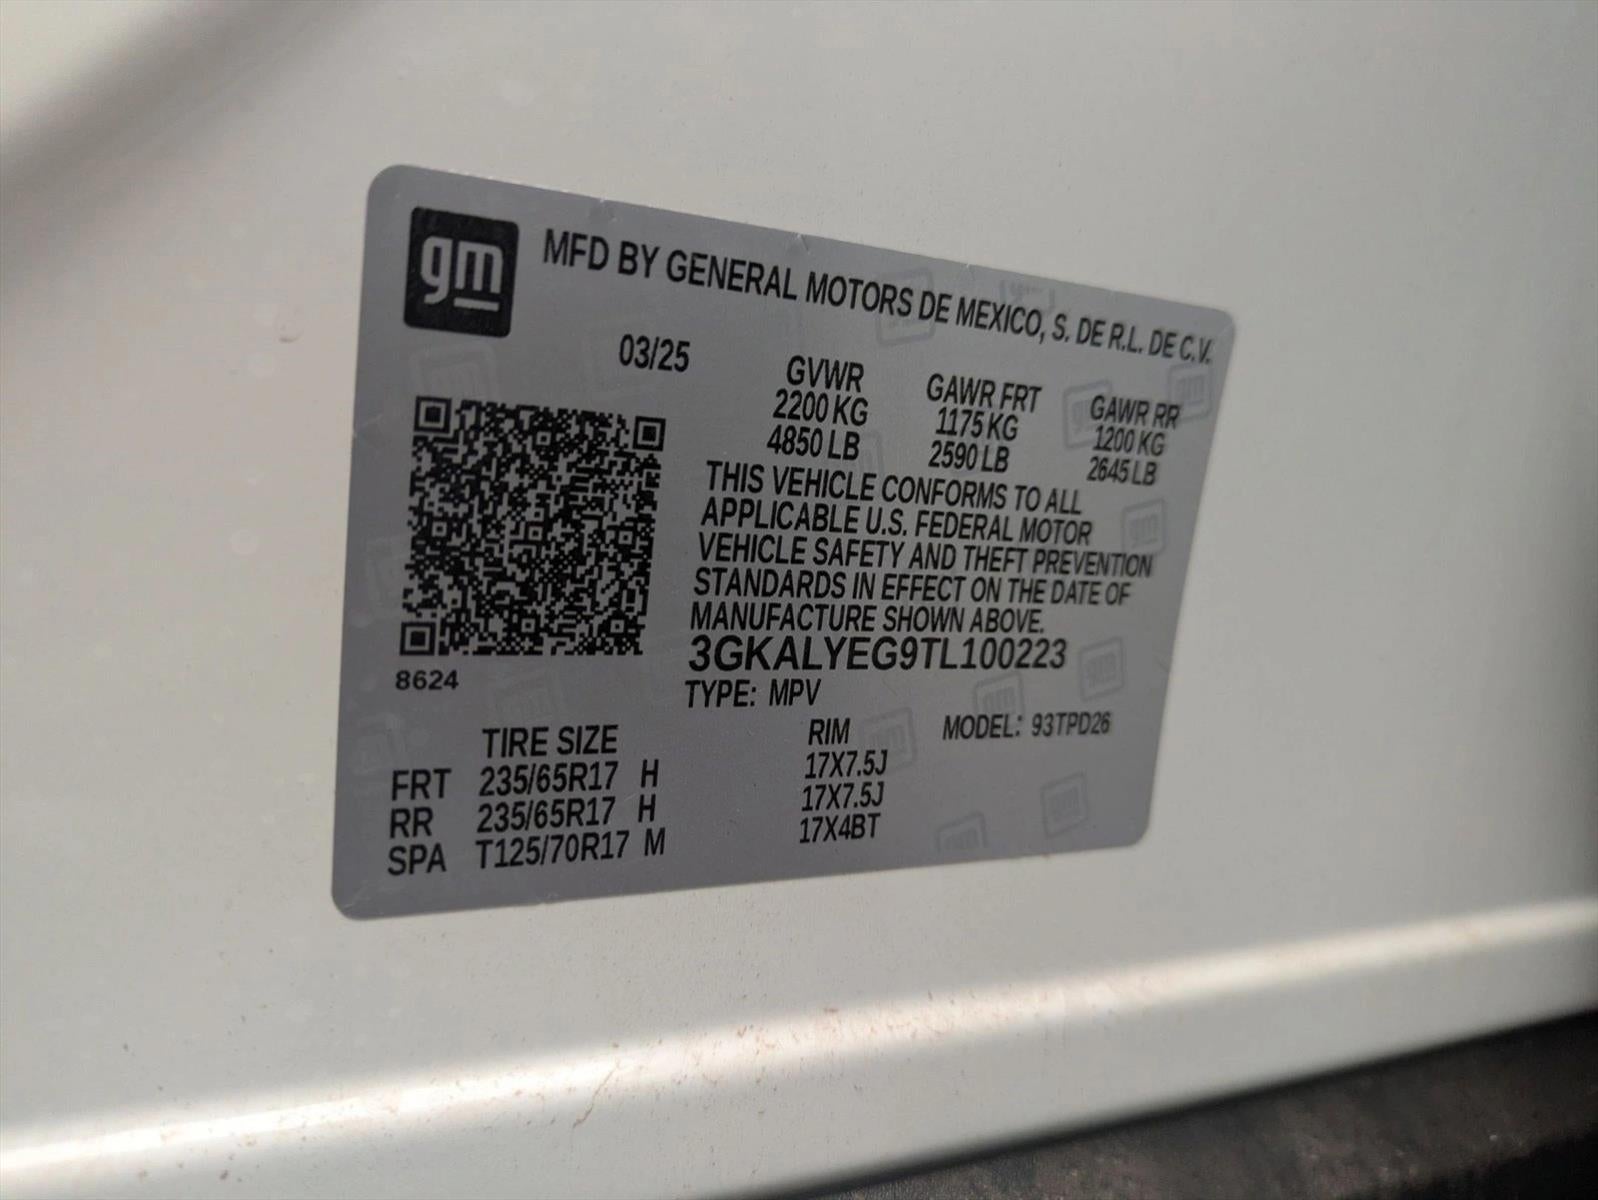 gm
MFD BY GENERAL MOTORS DE MEXICO, S. DE R.L. DE C.V.
03/25
GVWR GAWR FRT GAWR RR
2200 KG 1175 KG 1200 KG
4850 LB 2590 LB 2645 LB
THIS VEHICLE CONFORMS TO ALL
APPLICABLE U.S. FEDERAL MOTOR
VEHICLE SAFETY AND THEFT PREVENTION
STANDARDS IN EFFECT ON THE DATE OF
MANUFACTURE SHOWN ABOVE.
3GKALYEG9TL100223
8624
TYPE: MPV
TIRE SIZE RIM MODEL: 93TPD26
FRT 235/65R17 H 17X7.5J
RR 235/65R17 H 17X7.5J
SPA T125/70R17 M 17X4BT